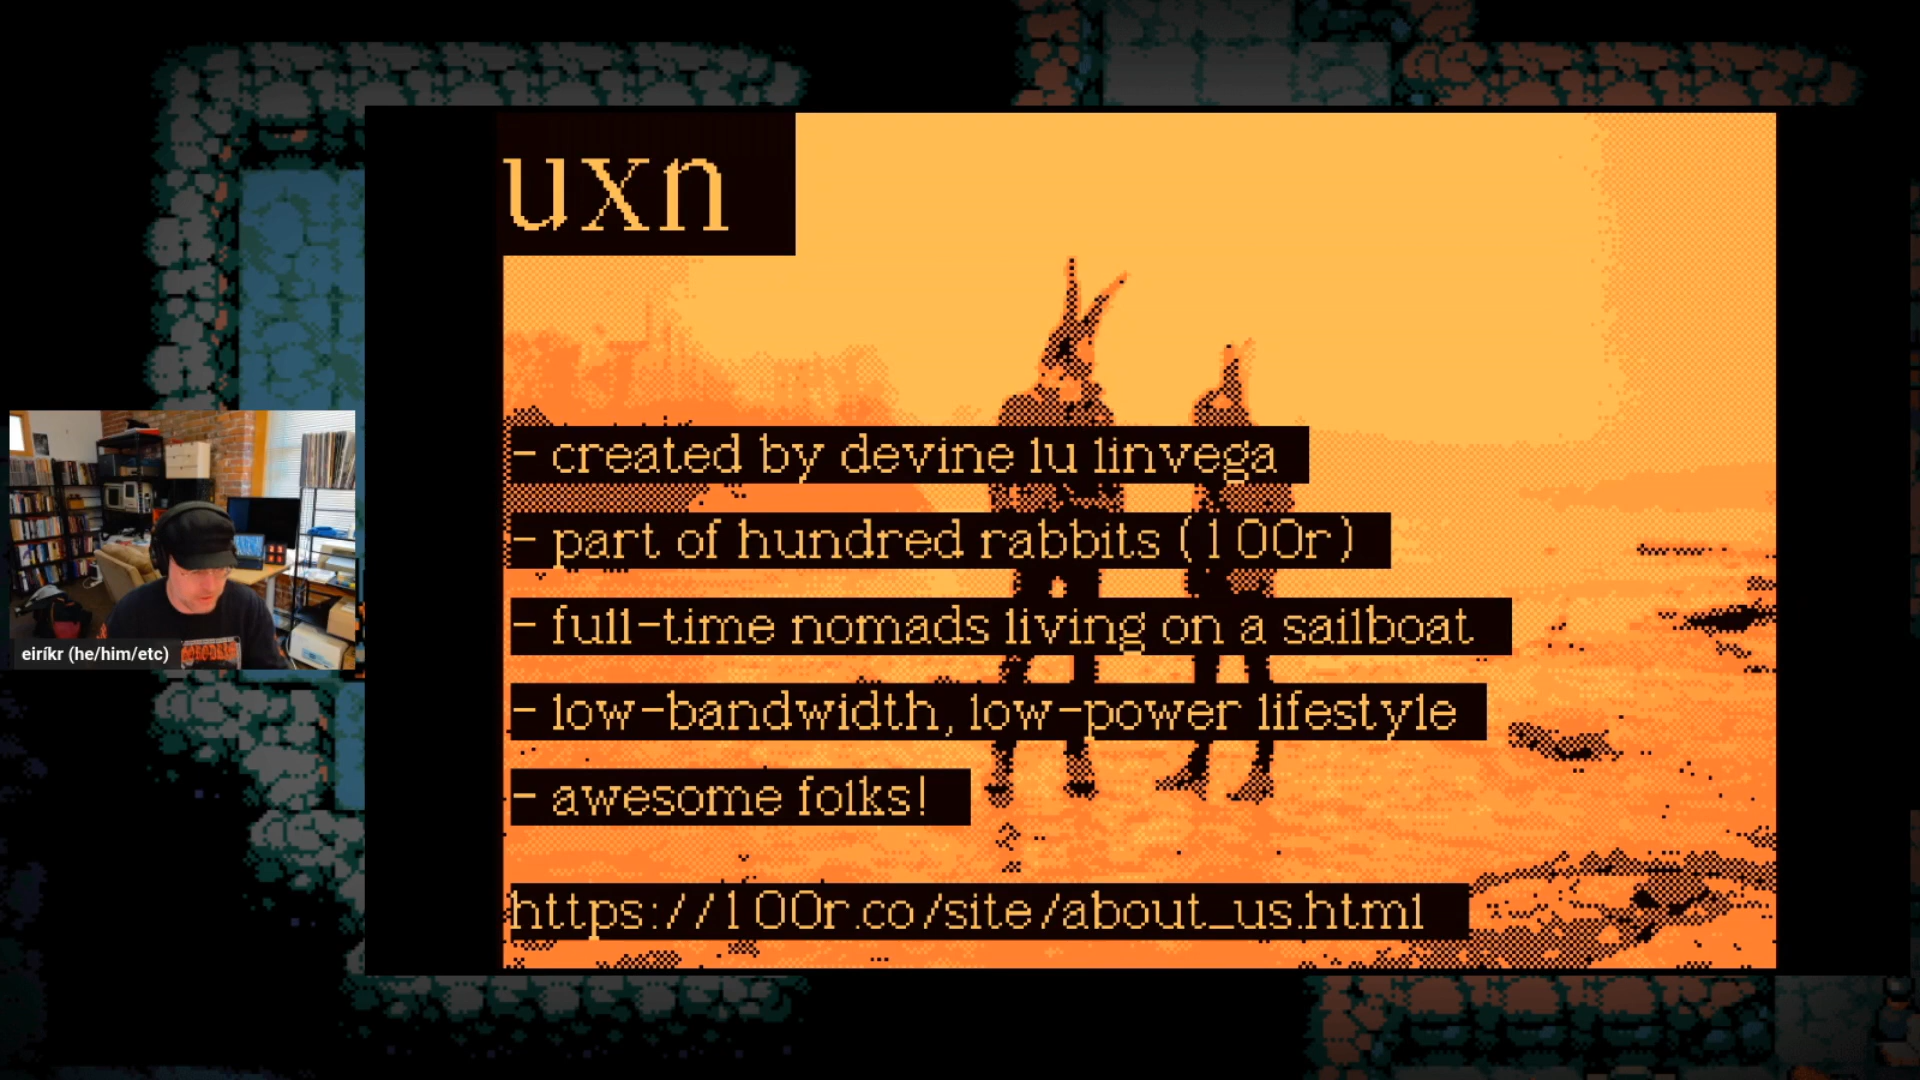 uxn
- created by devine lu linvega
- part of hundred rabbits (100r)
- full-time nomads living on a sailboat
- low-bandwidth, low-power lifestyle
- awesome folks!
https://100r.co/site/about_us.html
eiríkr (he/him/etc)